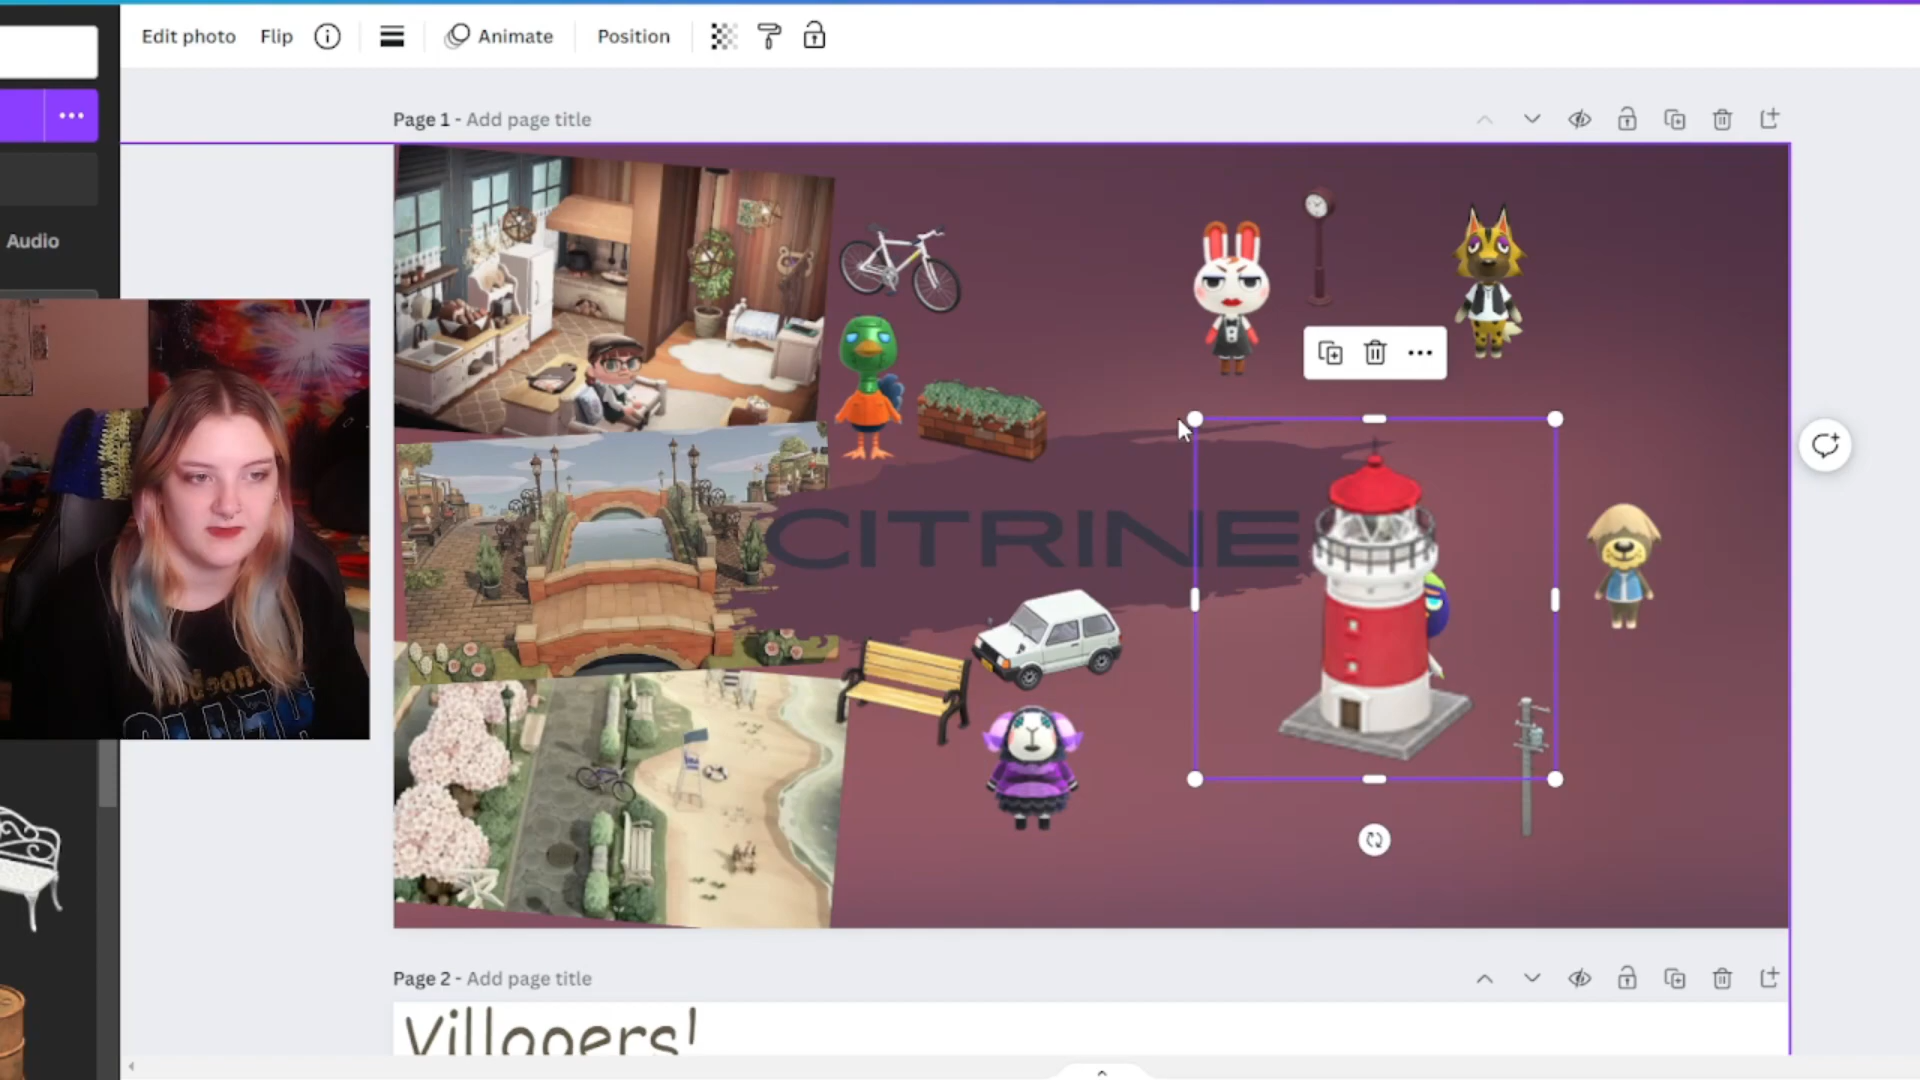 Edit photo Flip Animate Position
Page 1 - Add page title
Audio
CITRINE
Page 2 - Add page title
Villagers!